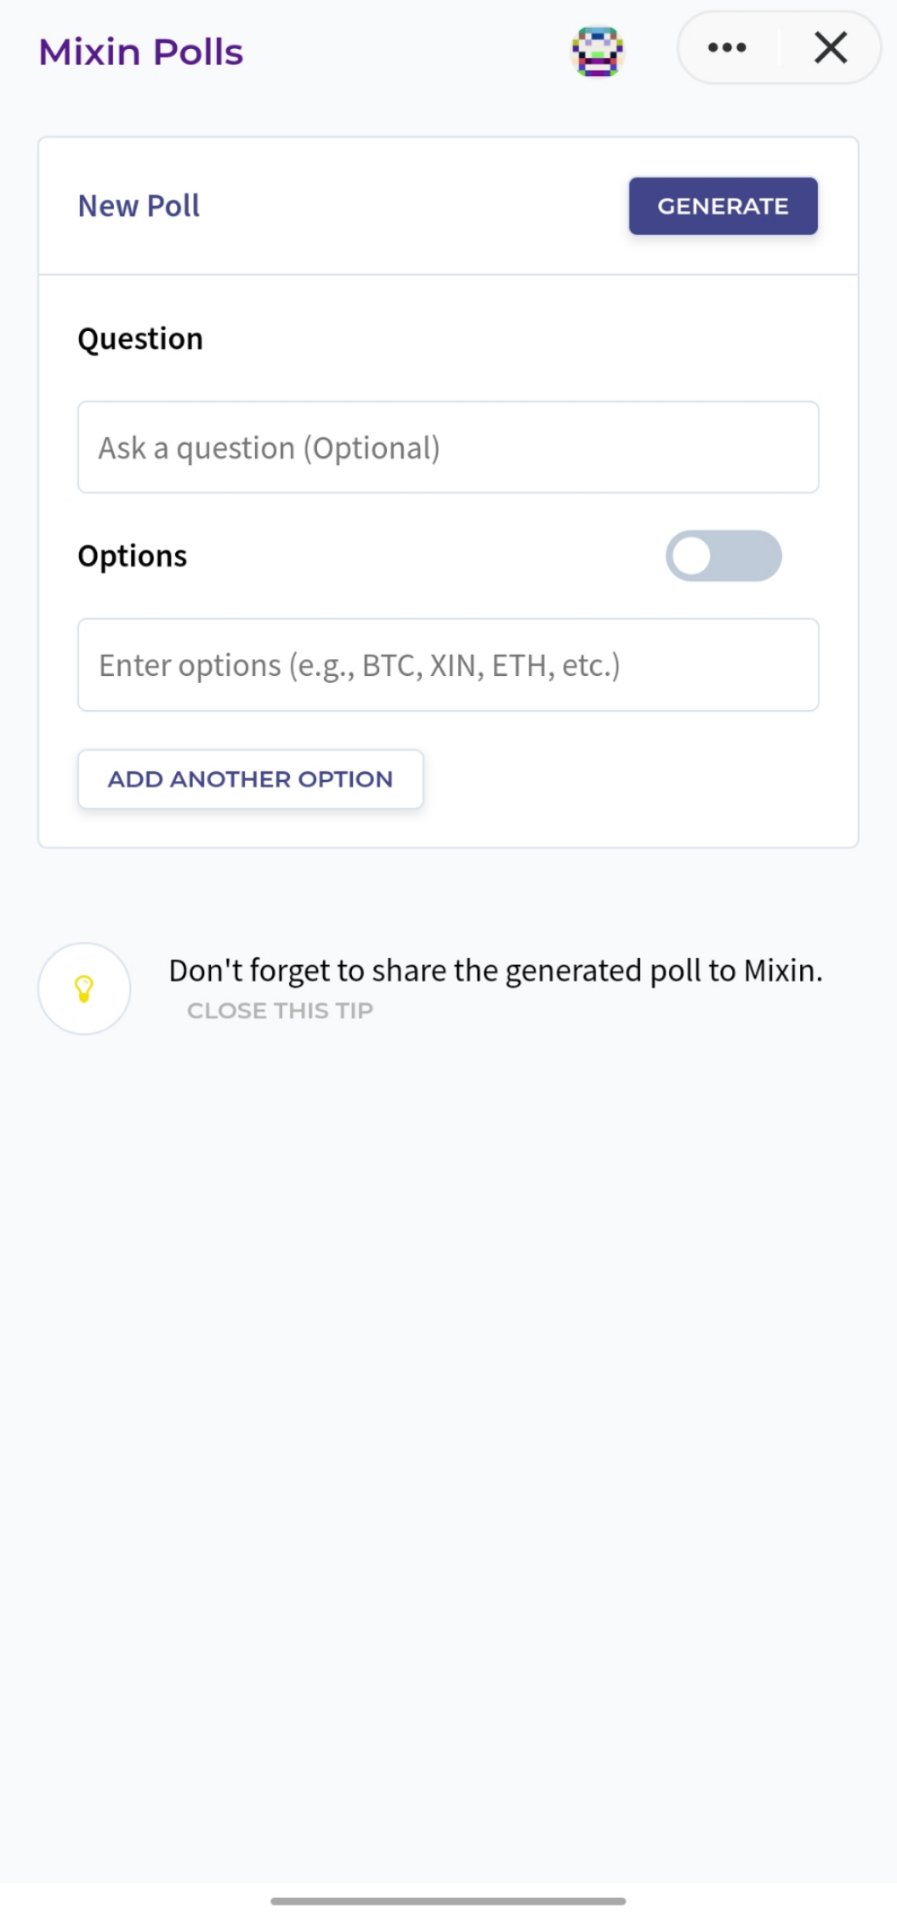 Mixin Polls
New Poll
GENERATE
Question
Ask a question (Optional)
Options
Enter options (e.g., BTC, XIN, ETH, etc.)
ADD ANOTHER OPTION
Don't forget to share the generated poll to Mixin.
CLOSE THIS TIP